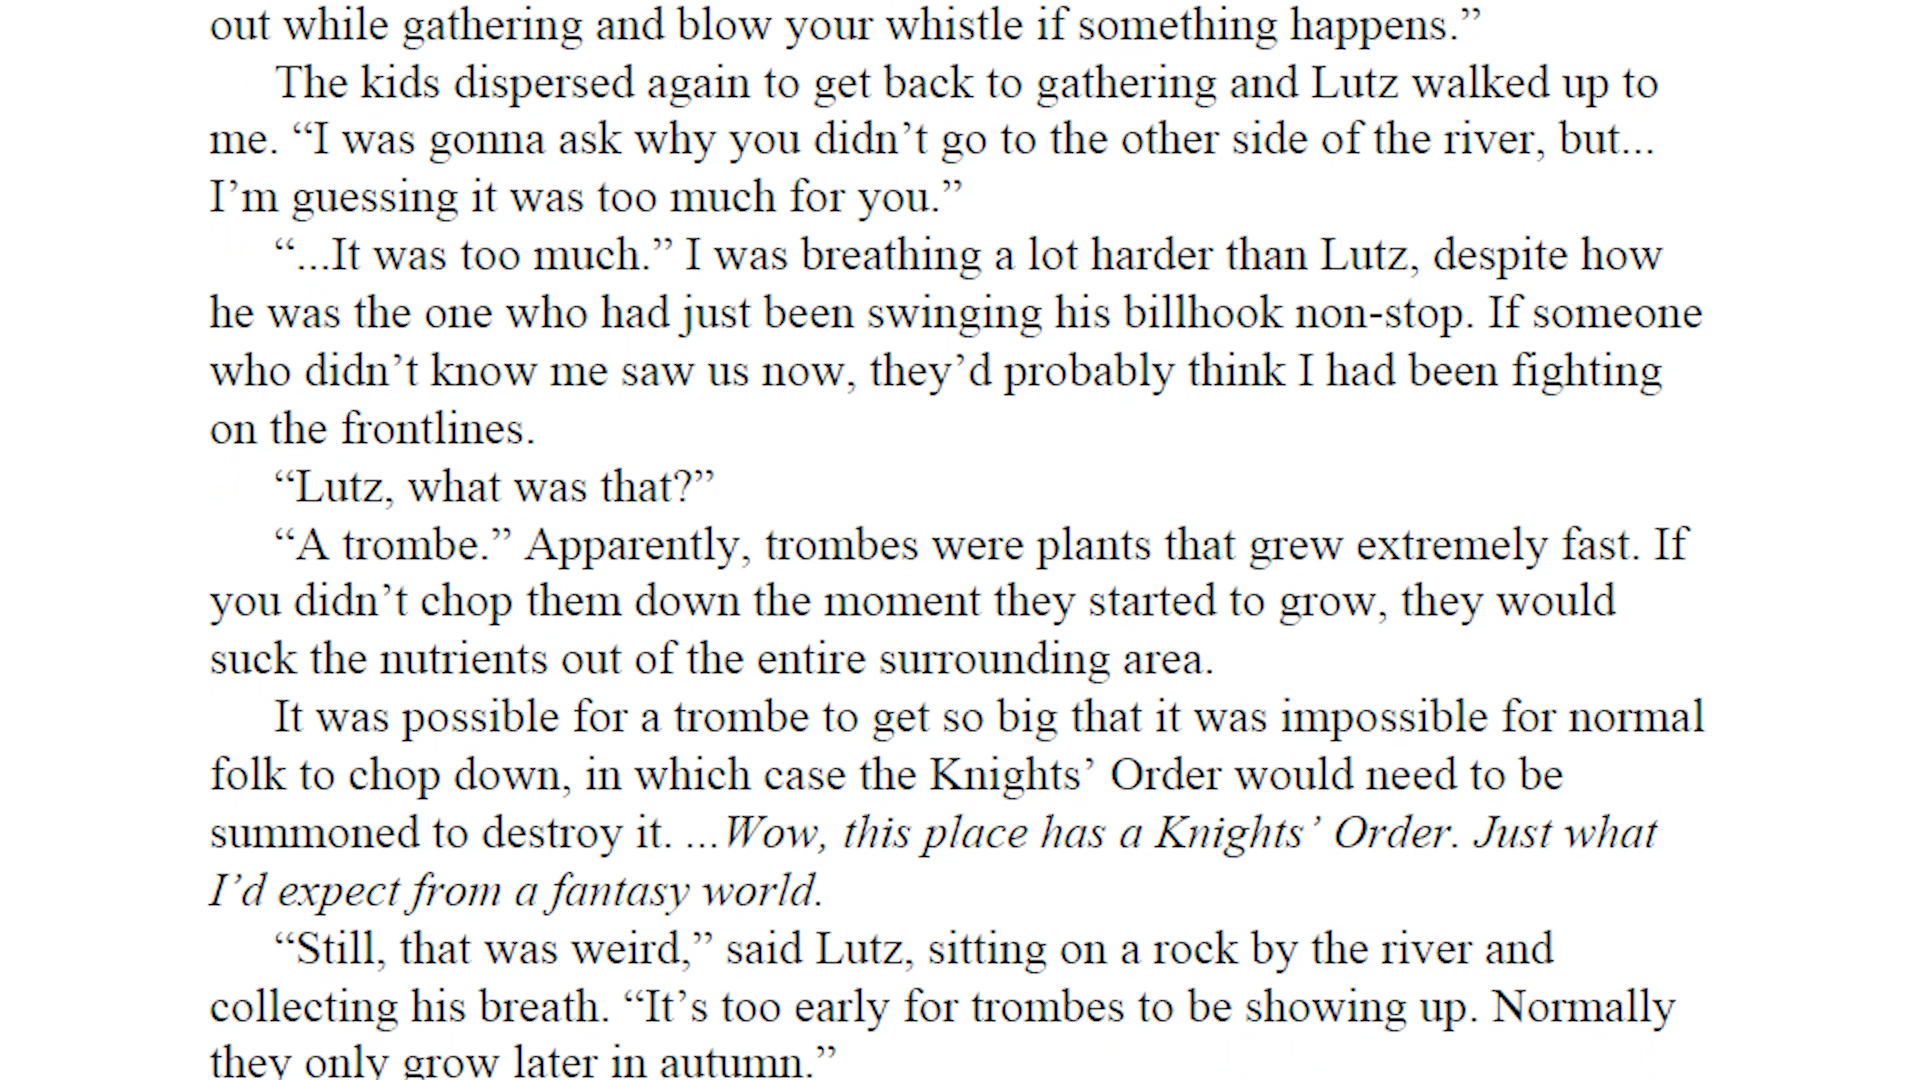 out while gathering and blow your whistle if something happens.”
The kids dispersed again to get back to gathering and Lutz walked up to
me. “I was gonna ask why you didn’t go to the other side of the river, but...
I’m guessing it was too much for you.”
“...It was too much.” I was breathing a lot harder than Lutz, despite how
he was the one who had just been swinging his billhook non-stop. If someone
who didn’t know me saw us now, they’d probably think I had been fighting
on the frontlines.
“Lutz, what was that?”
“A trombe.” Apparently, trombes were plants that grew extremely fast. If
you didn’t chop them down the moment they started to grow, they would
suck the nutrients out of the entire surrounding area.
It was possible for a trombe to get so big that it was impossible for normal
folk to chop down, in which case the Knights’ Order would need to be
summoned to destroy it. ...Wow, this place has a Knights’ Order. Just what
I’d expect from a fantasy world.
“Still, that was weird,” said Lutz, sitting on a rock by the river and
collecting his breath. “It’s too early for trombes to be showing up. Normally
they only grow later in autumn.”